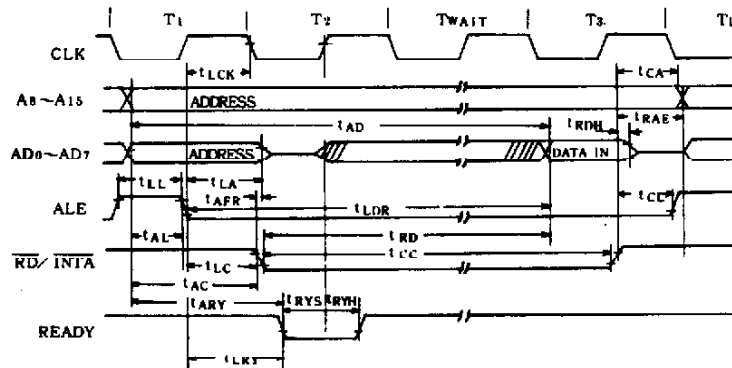 T1 T2 TWAIT T3 T1
CLK
tLCK tCA
A8~A15 ADDRESS
tAD tRDH tRAE
AD0~AD7 ADDRESS DATA IN
tLL tLA
tAFR tCL
ALE tLDR
tAL tRD
RD/ INTA tLC tCC
tAC
tARY tRYS tRYH
READY
tLRY